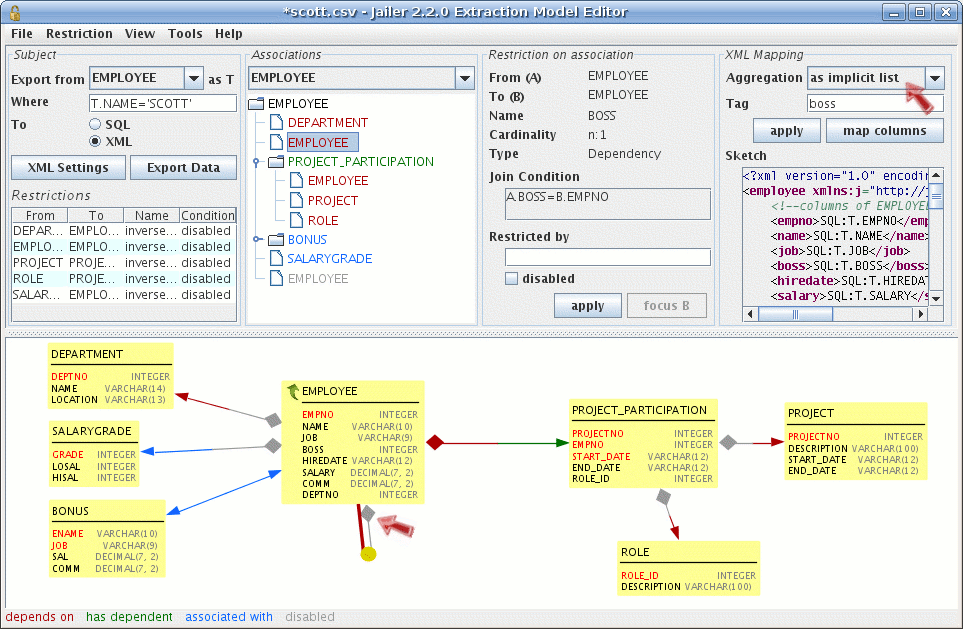 *scott.csv - Jailer 2.2.0 Extraction Model Editor
File Restriction View Tools Help
Subject
Export from EMPLOYEE as T
Where T.NAME='SCOTT'
To SQL
XML
XML Settings Export Data
Restrictions
From To Name Condition
DEPAR... EMPLO... inverse... disabled
EMPLO... EMPLO... inverse... disabled
PROJECT PROJE... inverse... disabled
ROLE PROJE... inverse... disabled
SALAR... EMPLO... inverse... disabled
Associations
EMPLOYEE
EMPLOYEE
DEPARTMENT
EMPLOYEE
PROJECT_PARTICIPATION
EMPLOYEE
PROJECT
ROLE
BONUS
SALARYGRADE
EMPLOYEE
Restriction on association
From (A) EMPLOYEE
To (B) EMPLOYEE
Name BOSS
Cardinality n:1
Type Dependency
Join Condition
A.BOSS=B.EMPNO
Restricted by
disabled
apply focus B
XML Mapping
Aggregation as implicit list
Tag boss
apply map columns
Sketch
<?xml version="1.0" encodin
<employee xmlns:j="http://j
<!--columns of EMPLOYEE
<empno>SQL:T.EMPNO</emp
<name>SQL:T.NAME</name>
<job>SQL:T.JOB</job>
<boss>SQL:T.BOSS</boss>
<hiredate>SQL:T.HIREDAT
<salary>SQL:T.SALARY</s
DEPARTMENT
DEPTNO INTEGER
NAME VARCHAR(14)
LOCATION VARCHAR(13)
SALARYGRADE
GRADE INTEGER
LOSAL INTEGER
HISAL INTEGER
BONUS
ENAME VARCHAR(10)
JOB VARCHAR(9)
SAL DECIMAL(7, 2)
COMM DECIMAL(7, 2)
EMPLOYEE
EMPNO INTEGER
NAME VARCHAR(10)
JOB VARCHAR(9)
BOSS INTEGER
HIREDATE VARCHAR(12)
SALARY DECIMAL(7, 2)
COMM DECIMAL(7, 2)
DEPTNO INTEGER
PROJECT_PARTICIPATION
PROJECTNO INTEGER
EMPNO INTEGER
START_DATE VARCHAR(12)
END_DATE VARCHAR(12)
ROLE_ID INTEGER
PROJECT
PROJECTNO INTEGER
DESCRIPTION VARCHAR(100)
START_DATE VARCHAR(12)
END_DATE VARCHAR(12)
ROLE
ROLE_ID INTEGER
DESCRIPTION VARCHAR(100)
depends on has dependent associated with disabled